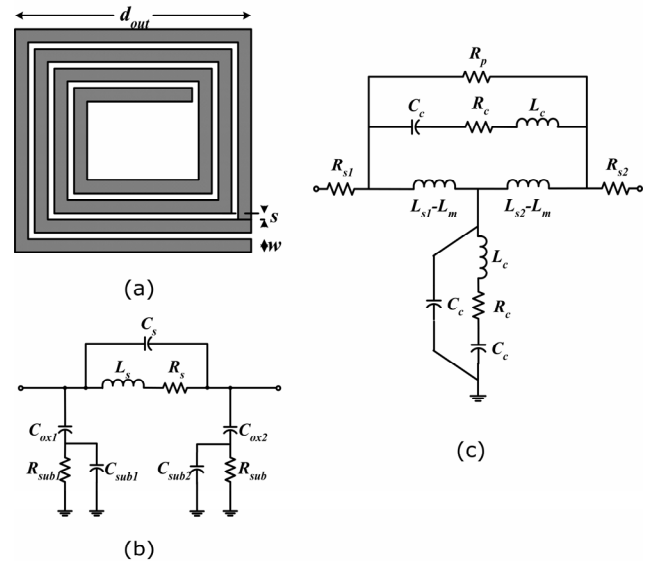 d_out
s
w
(a)
C_s
L_s
R_s
C_ox1
C_ox2
R_sub1
C_sub1
C_sub2
R_sub
(b)
R_p
C_c
R_c
L_c
R_s1
R_s2
L_s1-L_m
L_s2-L_m
L_c
C_c
R_c
C_c
(c)